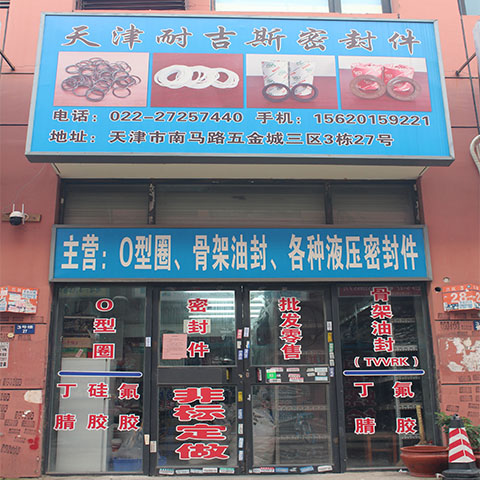 天津耐吉斯密封件
电话：022-27257440 手机：15620159221
地址：天津市南马路五金城三区3栋27号
主营：O型圈、骨架油封、各种液压密封件
O型圈
密封件
批发零售
骨架油封
(TVVRK)
丁腈 硅胶 氟胶
非标定做
丁腈 氟胶